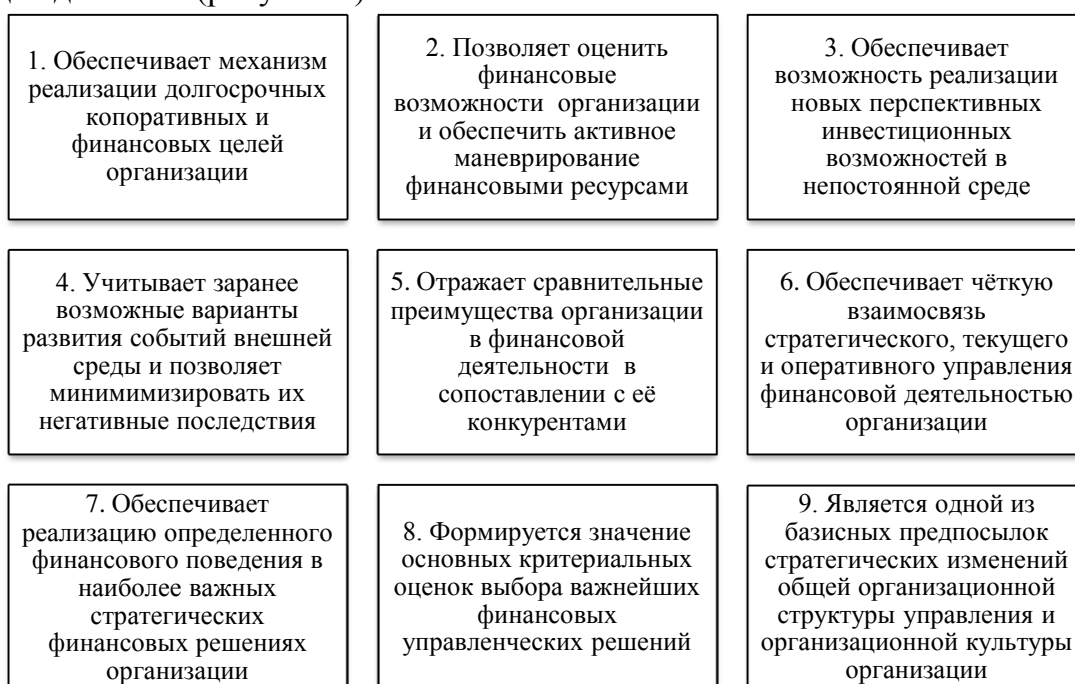 1. Обеспечивает механизм
реализации долгосрочных
копоративных и
финансовых целей
организации
2. Позволяет оценить
финансовые
возможности организации
и обеспечить активное
маневрирование
финансовыми ресурсами
3. Обеспечивает
возможность реализации
новых перспективных
инвестиционных
возможностей в
непостоянной среде
4. Учитывает заранее
возможные варианты
развития событий внешней
среды и позволяет
минимимизировать их
негативные последствия
5. Отражает сравнительные
преимущества организации
в финансовой
деятельности в
сопоставлении с её
конкурентами
6. Обеспечивает чёткую
взаимосвязь
стратегического, текущего
и оперативного управления
финансовой деятельностью
организации
7. Обеспечивает
реализацию определенного
финансового поведения в
наиболее важных
стратегических
финансовых решениях
организации
8. Формируется значение
основных критериальных
оценок выбора важнейших
финансовых
управленческих решений
9. Является одной из
базисных предпосылок
стратегических изменений
общей организационной
структуры управления и
организационной культуры
организации